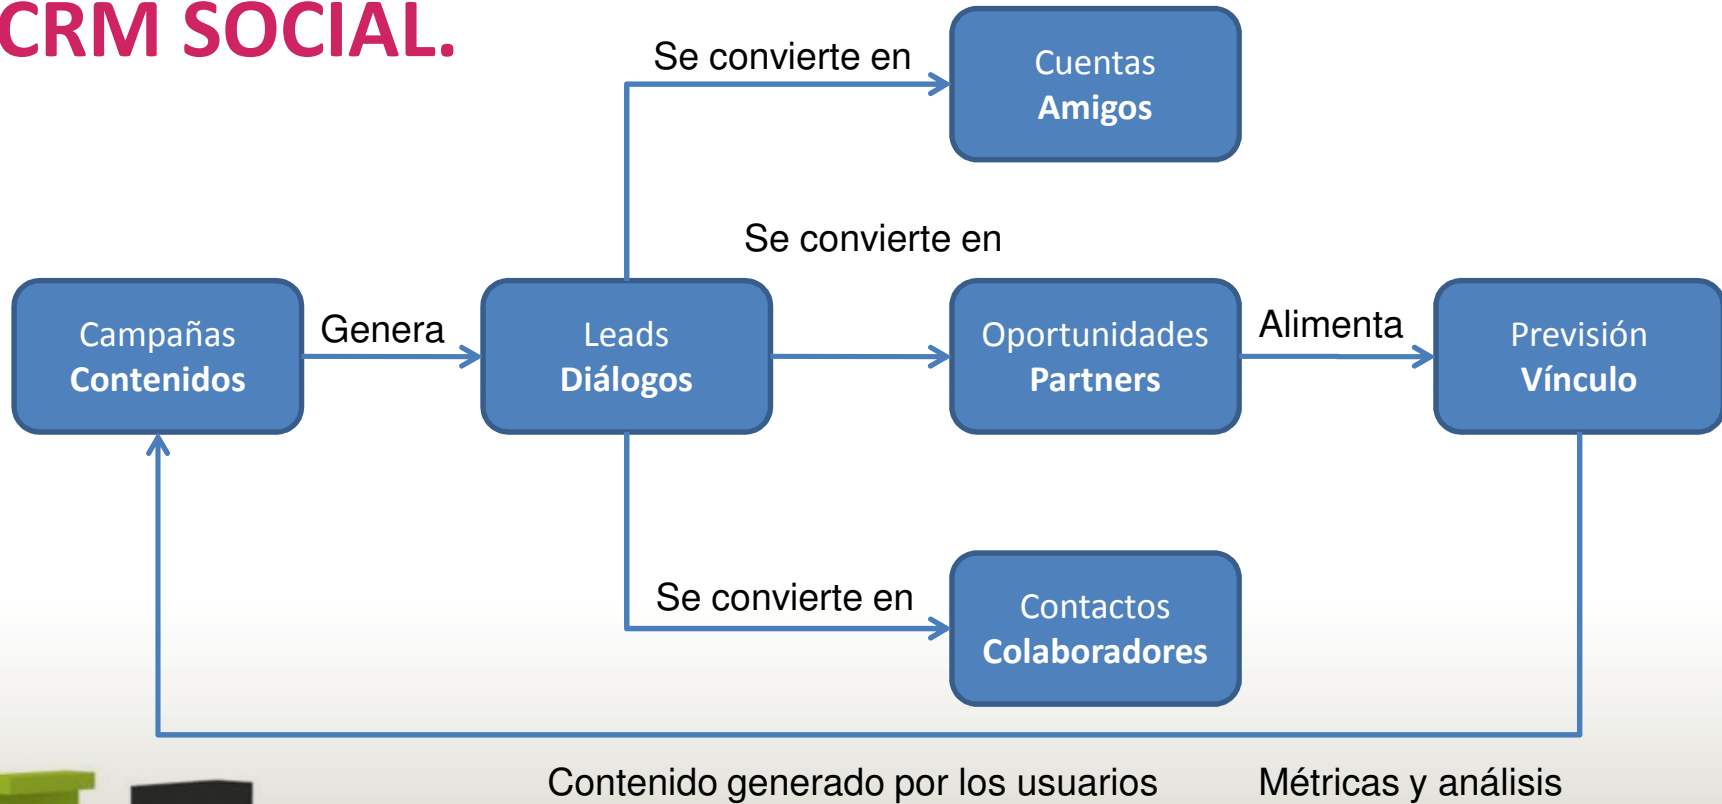 CRM SOCIAL.
Se convierte en
Cuentas
Amigos
Se convierte en
Campañas
Contenidos
Genera
Leads
Diálogos
Oportunidades
Partners
Alimenta
Previsión
Vínculo
Se convierte en
Contactos
Colaboradores
Contenido generado por los usuarios
Métricas y análisis